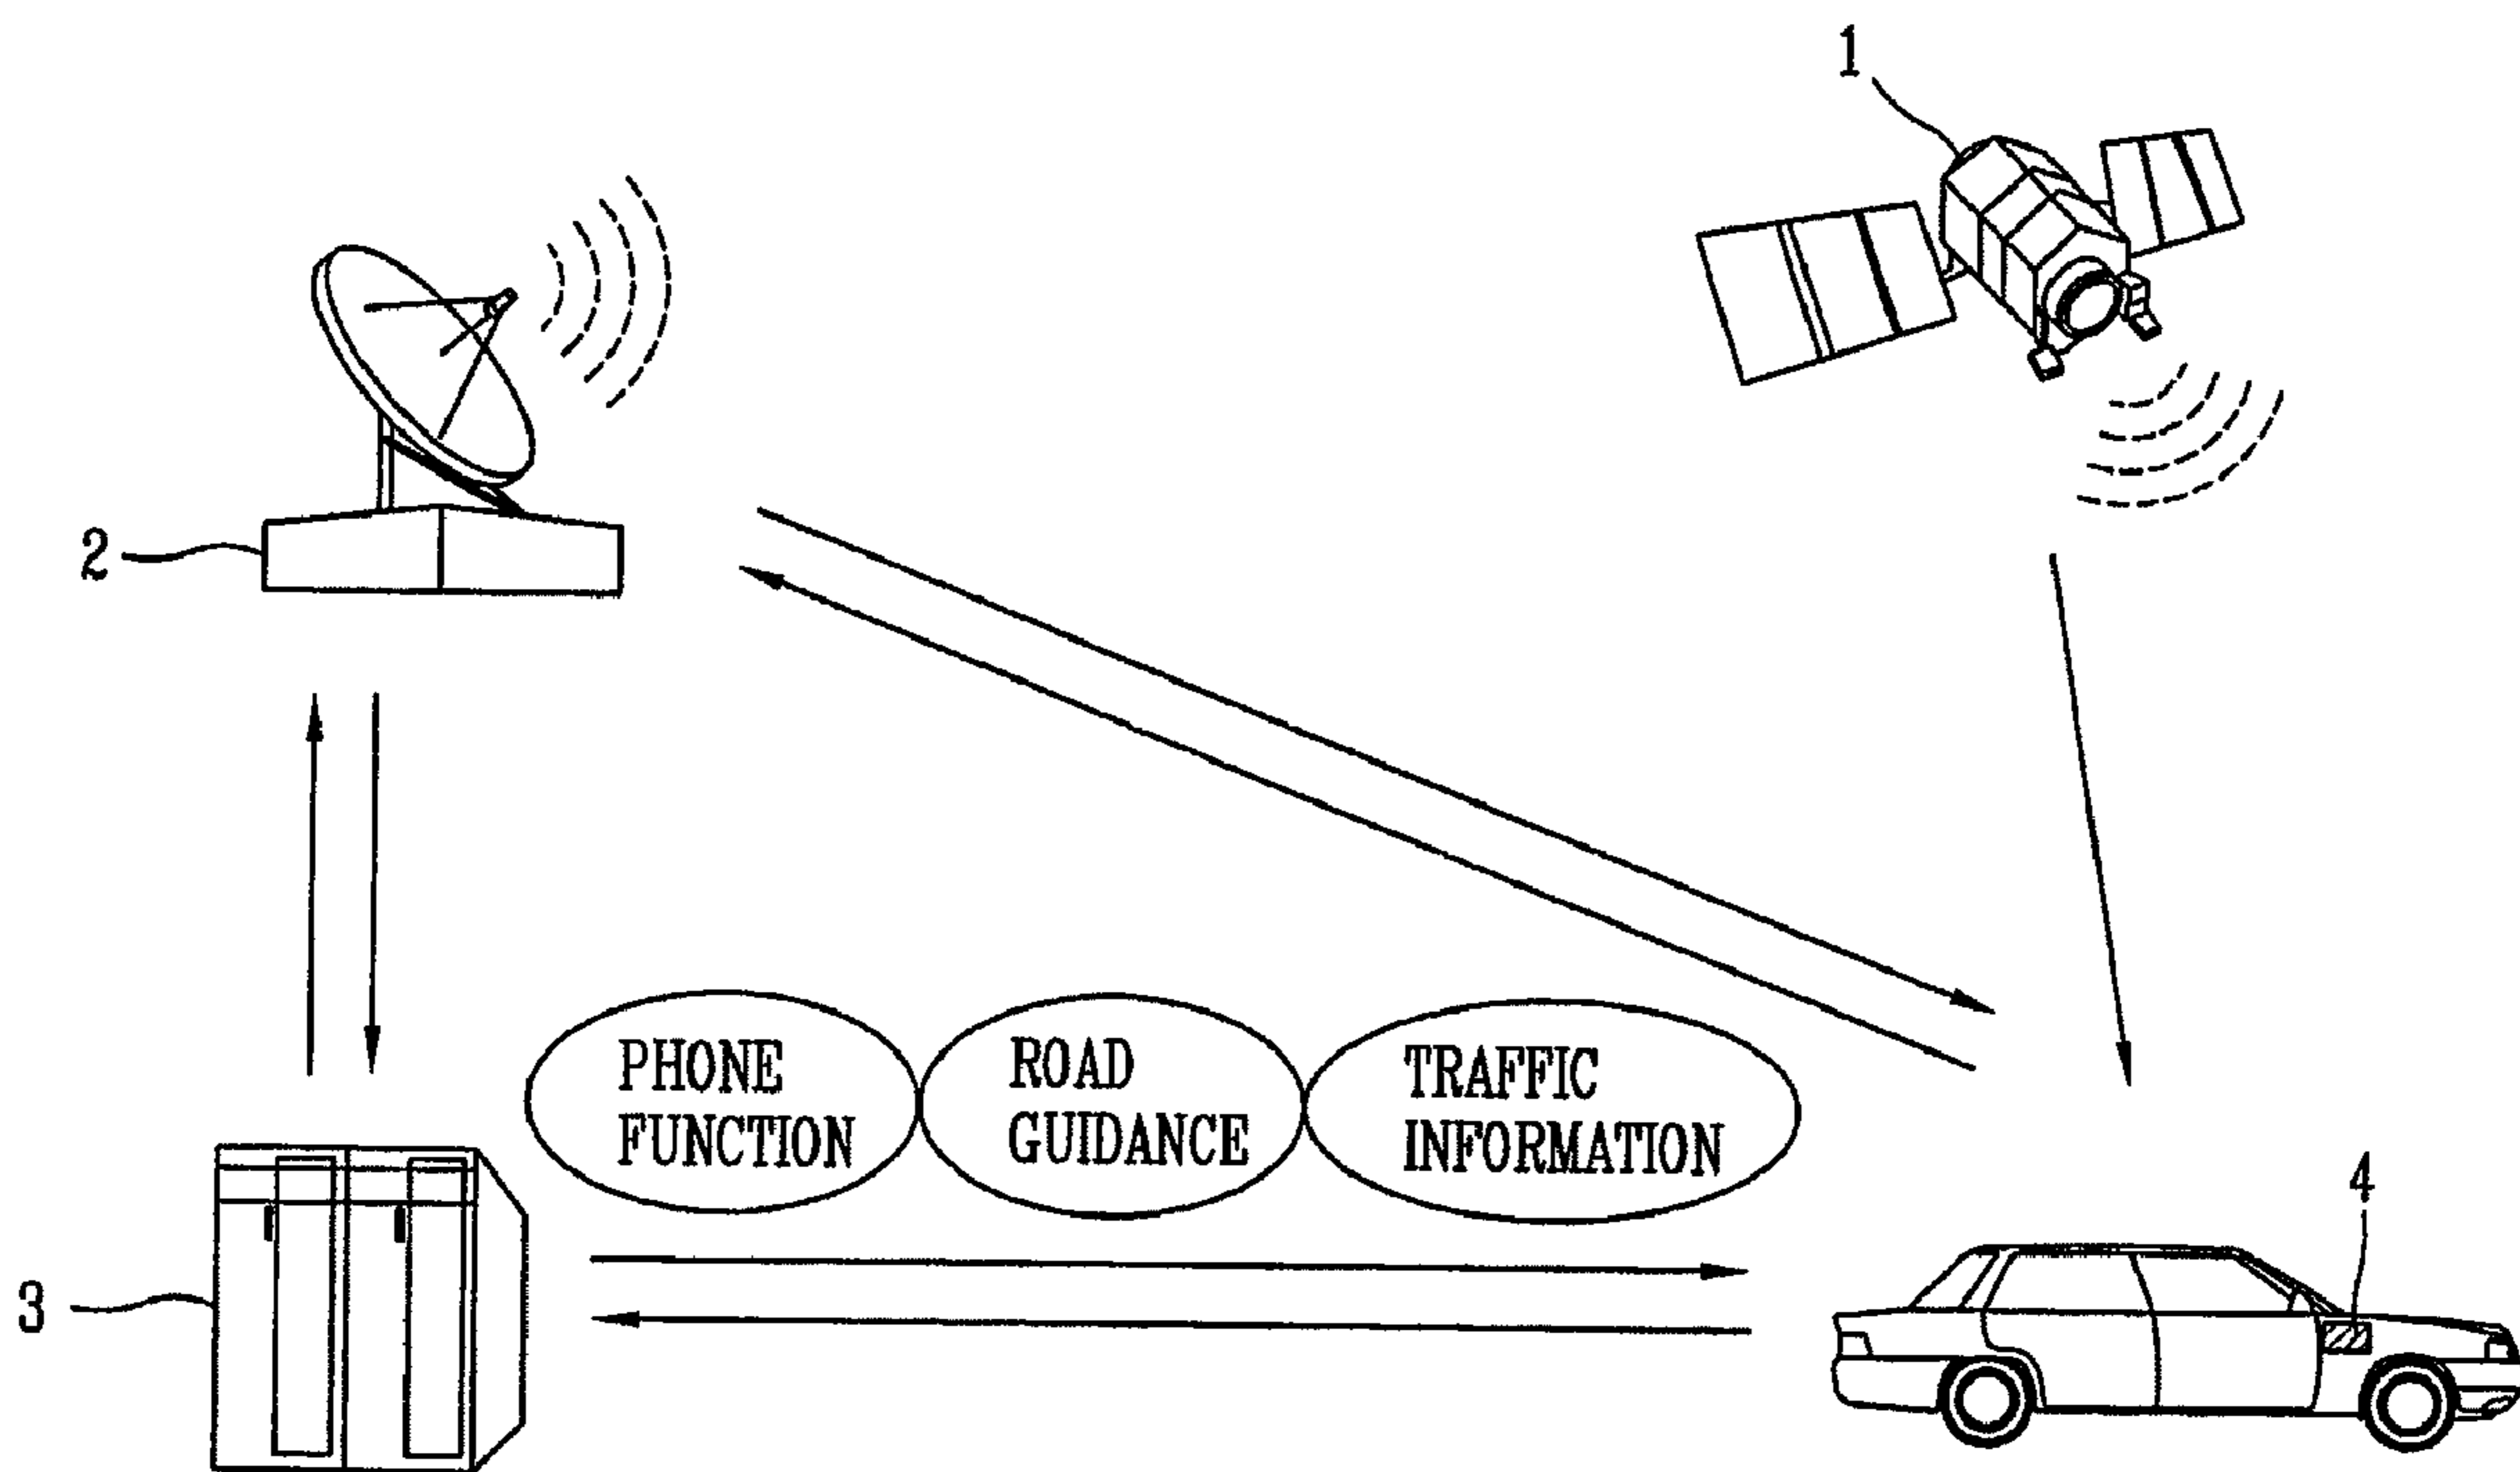 1
2
PHONE
FUNCTION
ROAD
GUIDANCE
TRAFFIC
INFORMATION
4
3